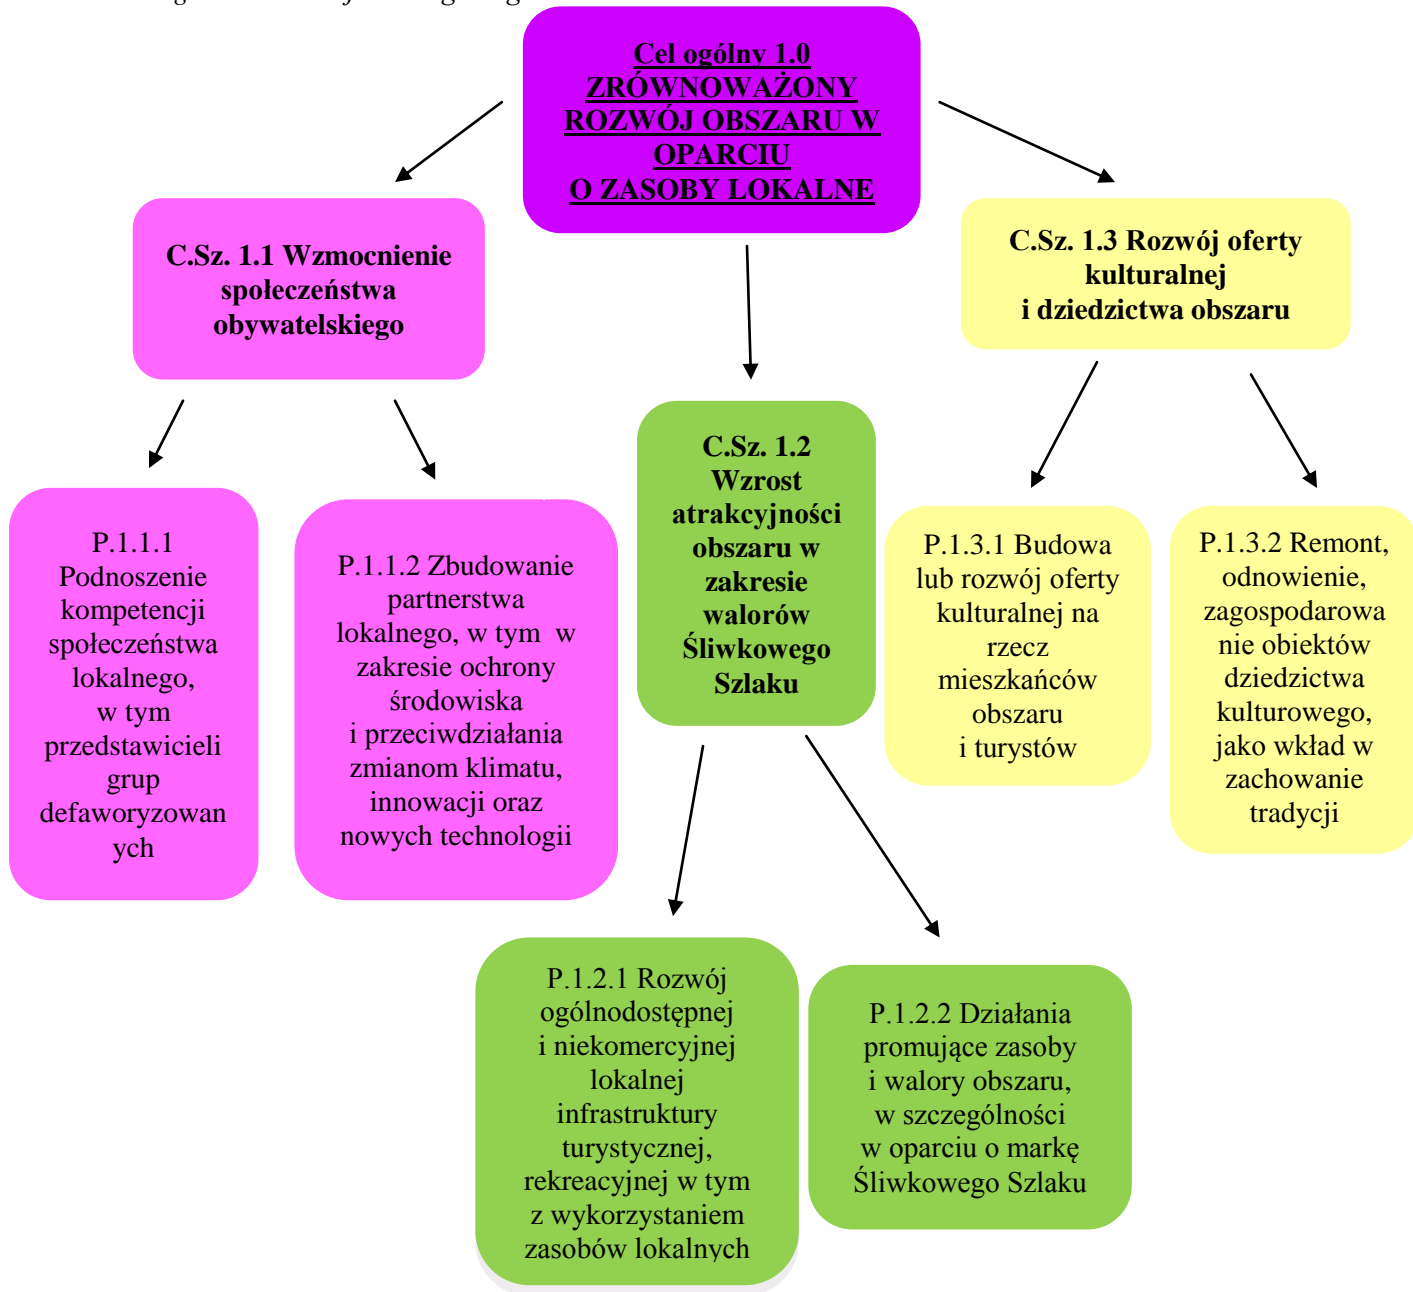 Cel ogólny 1.0
ZRÓWNOWAŻONY
ROZWÓJ OBSZARU W
OPARCIU
O ZASOBY LOKALNE
C.Sz. 1.1 Wzmocnienie
społeczeństwa
obywatelskiego
C.Sz. 1.3 Rozwój oferty
kulturalnej
i dziedzictwa obszaru
C.Sz. 1.2
Wzrost
atrakcyjności
obszaru w
zakresie
walorów
Śliwkowego
Szlaku
P.1.1.1
Podnoszenie
kompetencji
społeczeństwa
lokalnego,
w tym
przedstawicieli
grup
defaworyzowan
ych
P.1.1.2 Zbudowanie
partnerstwa
lokalnego, w tym w
zakresie ochrony
środowiska
i przeciwdziałania
zmianom klimatu,
innowacji oraz
nowych technologii
P.1.3.1 Budowa
lub rozwój oferty
kulturalnej na
rzecz
mieszkańców
obszaru
i turystów
P.1.3.2 Remont,
odnowienie,
zagospodarowa
nie obiektów
dziedzictwa
kulturowego,
jako wkład w
zachowanie
tradycji
P.1.2.1 Rozwój
ogólnodostępnej
i niekomercyjnej
lokalnej
infrastruktury
turystycznej,
rekreacyjnej w tym
z wykorzystaniem
zasobów lokalnych
P.1.2.2 Działania
promujące zasoby
i walory obszaru,
w szczególności
w oparciu o markę
Śliwkowego Szlaku